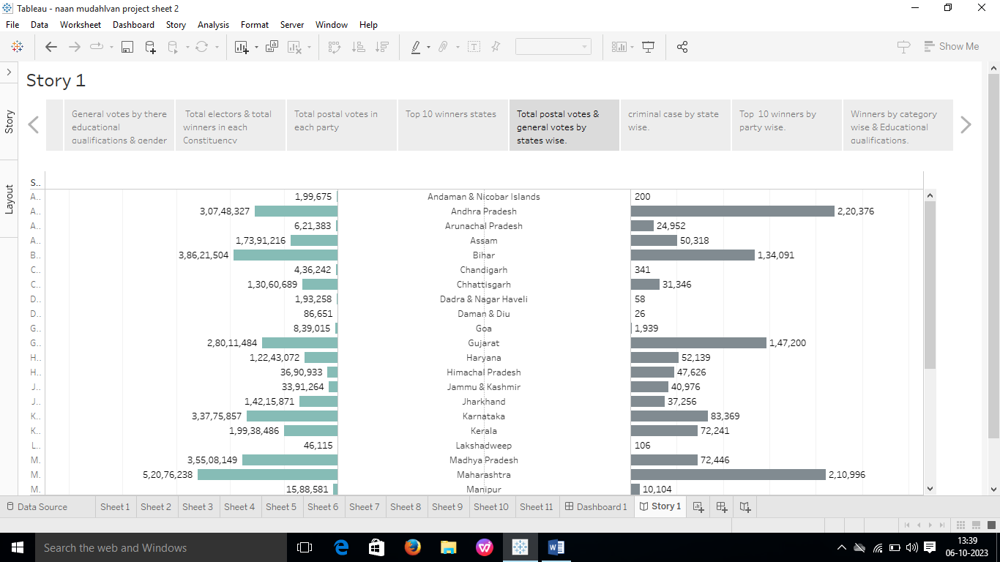 Tableau - naan mudahlvan project sheet 2
File Data Worksheet Dashboard Story Analysis Format Server Window Help
Show Me
Story 1
Story
Layout
General votes by there educational qualifications & gender
Total electors & total winners in each Constituency
Total postal votes in each party
Top 10 winners states
Total postal votes & general votes by states wise.
criminal case by state wise.
Top 10 winners by party wise.
Winners by category wise & Educational qualifications.
S..
A.. 1,99,675 Andaman & Nicobar Islands 200
A.. 3,07,48,327 Andhra Pradesh 2,20,376
A.. 6,21,383 Arunachal Pradesh 24,952
A.. 1,73,91,216 Assam 50,318
B.. 3,86,21,504 Bihar 1,34,091
C.. 4,36,242 Chandigarh 341
C.. 1,30,60,689 Chhattisgarh 31,346
D.. 1,93,258 Dadra & Nagar Haveli 58
D.. 86,651 Daman & Diu 26
G.. 8,39,015 Goa 1,939
G.. 2,80,11,484 Gujarat 1,47,200
H.. 1,22,43,072 Haryana 52,139
H.. 36,90,933 Himachal Pradesh 47,626
J.. 33,91,264 Jammu & Kashmir 40,976
J.. 1,42,15,871 Jharkhand 37,256
K.. 3,37,75,857 Karnataka 83,369
K.. 1,99,38,486 Kerala 72,241
L.. 46,115 Lakshadweep 106
M. 3,55,08,149 Madhya Pradesh 72,446
M. 5,20,76,238 Maharashtra 2,10,996
M. 15,88,581 Manipur 10,104
Data Source Sheet 1 Sheet 2 Sheet 3 Sheet 4 Sheet 5 Sheet 6 Sheet 7 Sheet 8 Sheet 9 Sheet 10 Sheet 11 Dashboard 1 Story 1
Search the web and Windows
13:39
06-10-2023